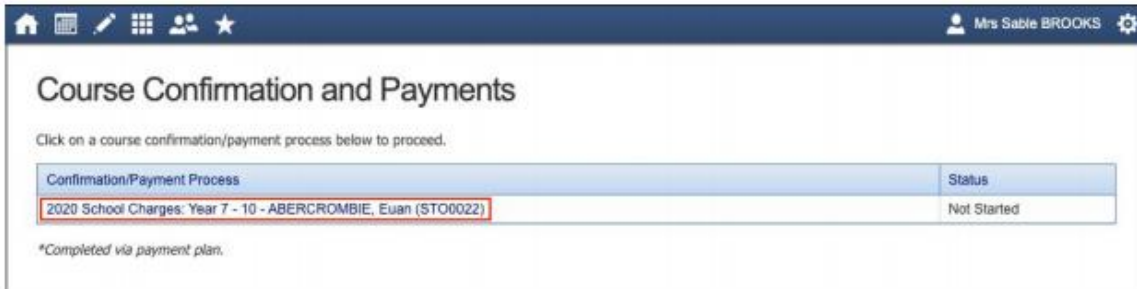 Mrs Sable BROOKS
Course Confirmation and Payments
Click on a course confirmation/payment process below to proceed.
Confirmation/Payment Process Status
2020 School Charges: Year 7 - 10 - ABERCROMBIE, Euan (STO0022) Not Started
*Completed via payment plan.